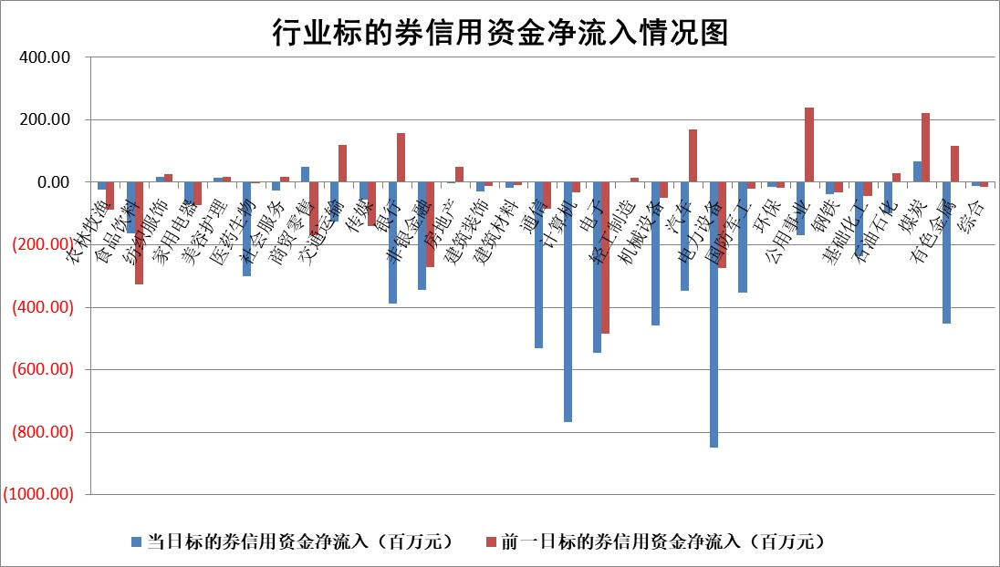 行业标的券信用资金净流入情况图
400.00
200.00
0.00
(200.00)
(400.00)
(600.00)
(800.00)
(1000.00)
农林牧渔
食品饮料
纺织服饰
家用电器
美容护理
医药生物
社会服务
商贸零售
交通运输
传媒
银行
非银金融
房地产
建筑装饰
建筑材料
通信
计算机
电子
轻工制造
机械设备
汽车
电力设备
国防军工
环保
公用事业
钢铁
基础化工
石油石化
煤炭
有色金属
综合
当日标的券信用资金净流入（百万元）
前一日标的券信用资金净流入（百万元）